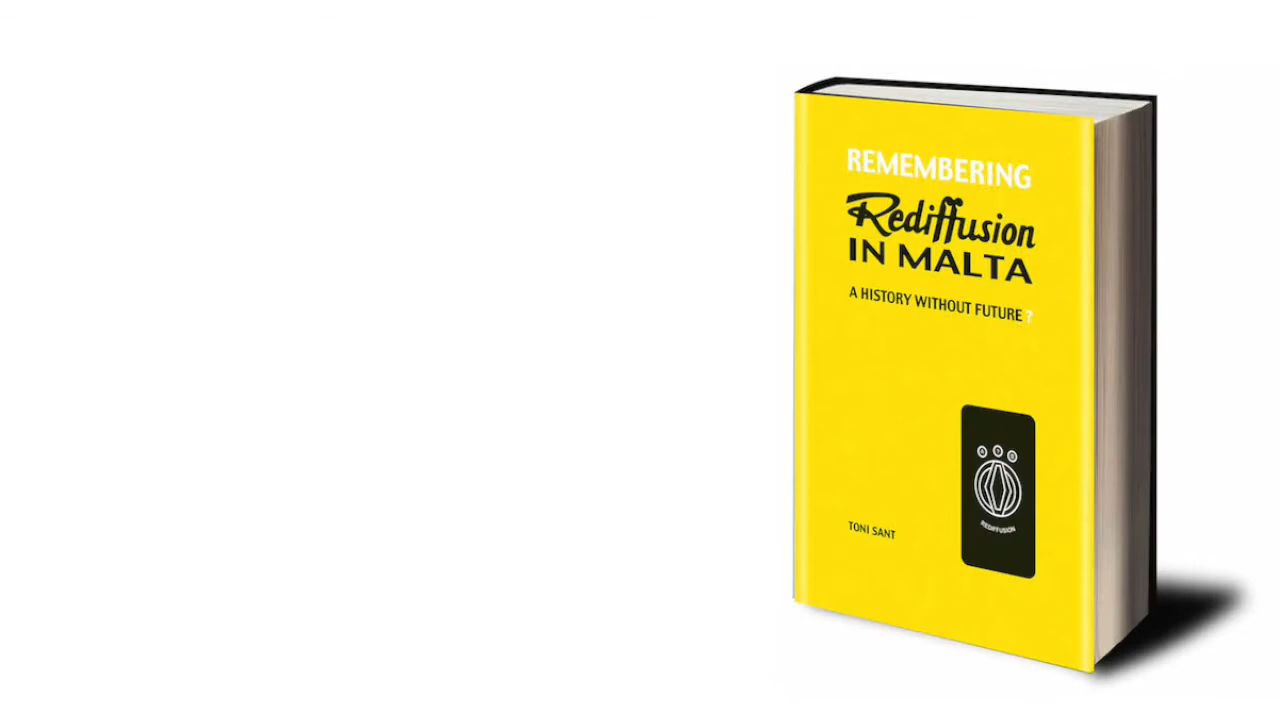 REMEMBERING
Rediffusion
IN MALTA
A HISTORY WITHOUT FUTURE ?
REDIFFUSION
TONI SANT